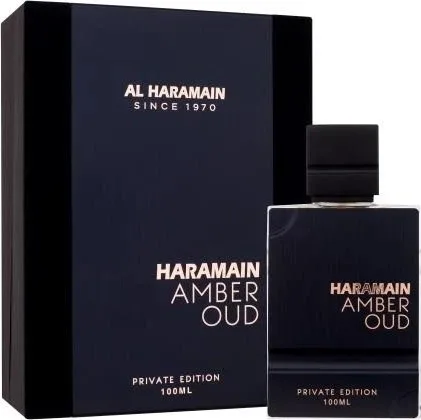 AL HARAMAIN
SINCE 1970
HARAMAIN
AMBER
OUD
PRIVATE EDITION
100ML
HARAMAIN
AMBER
OUD
PRIVATE EDITION
100ML